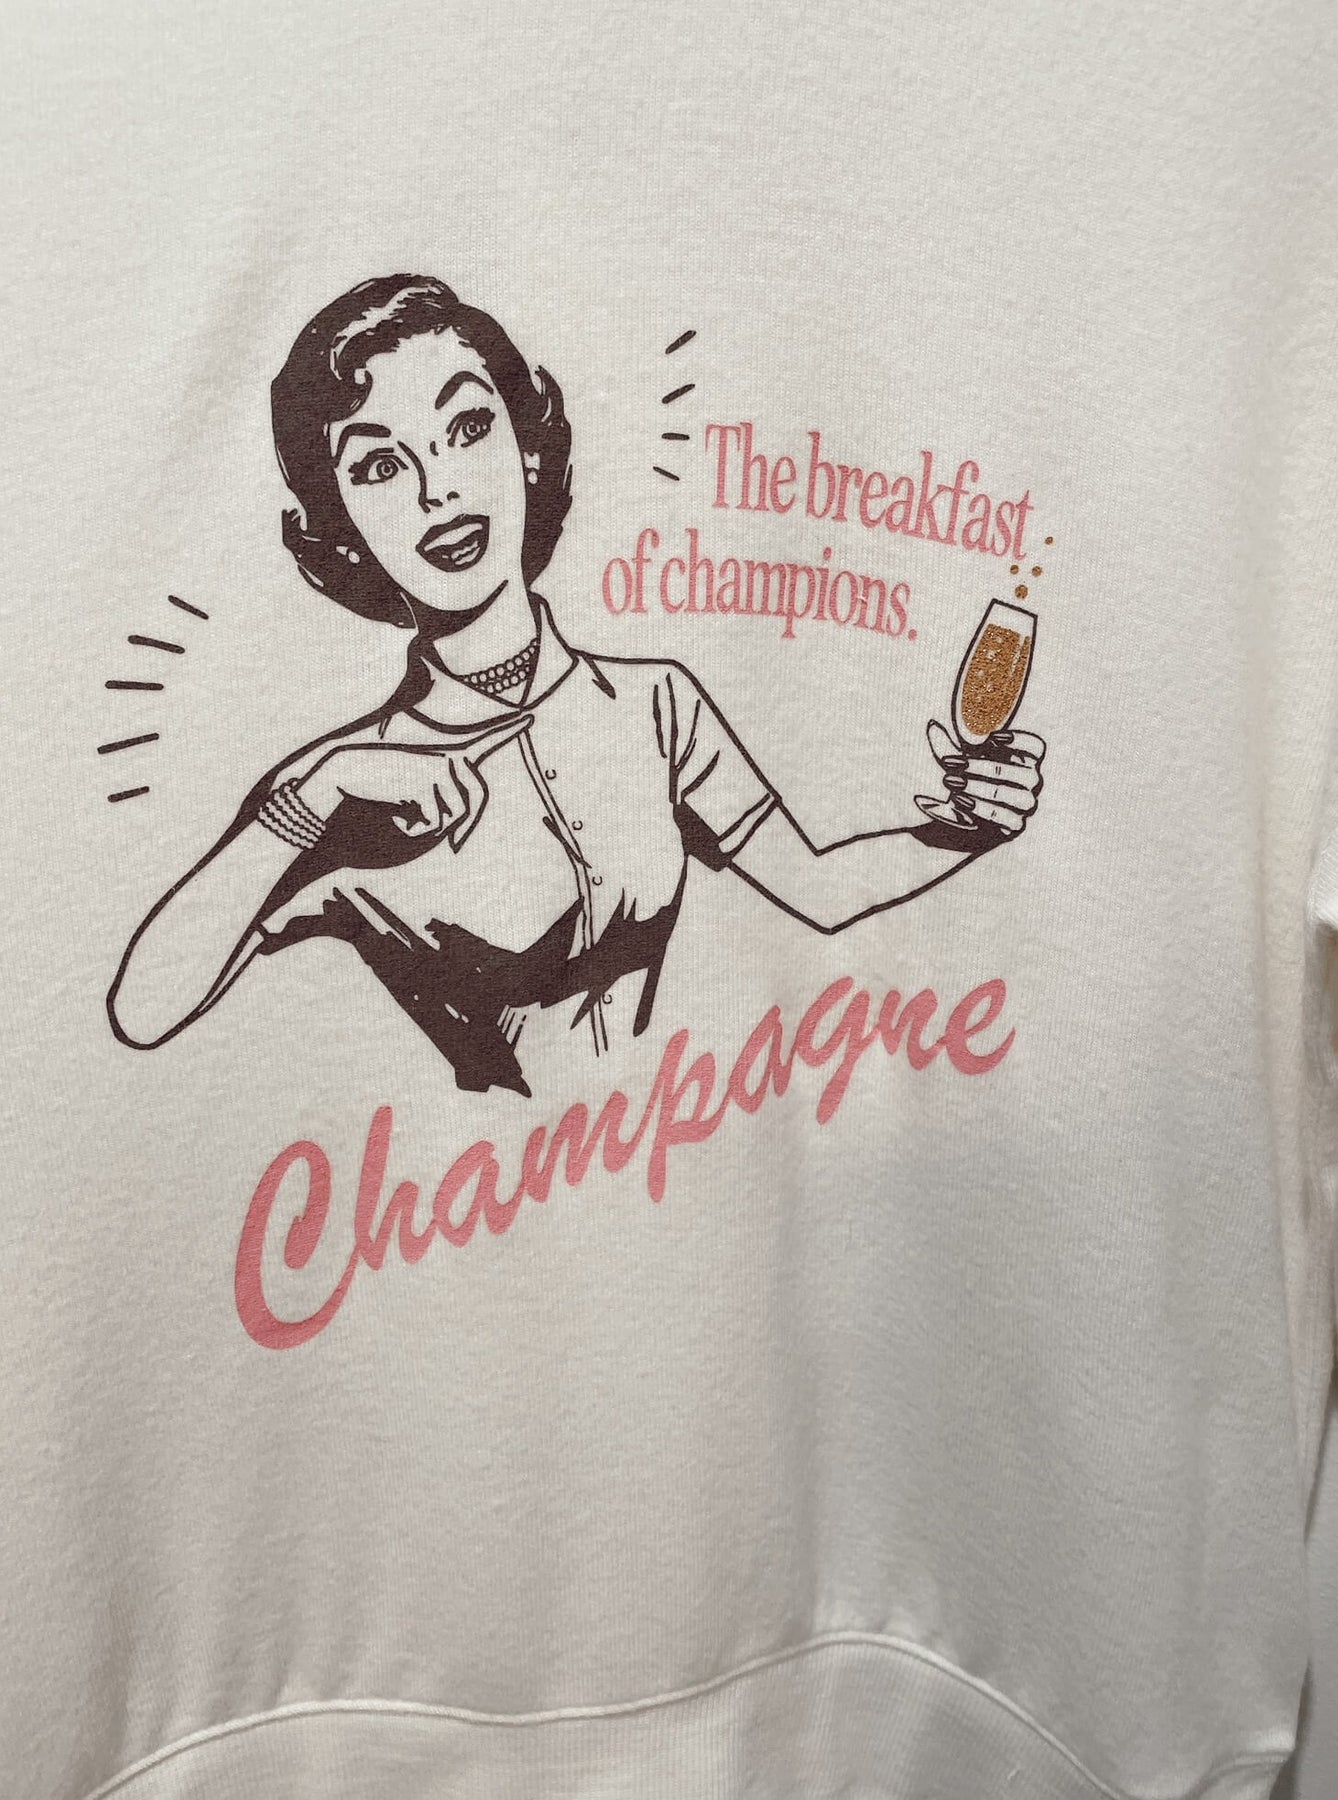 The breakfast
of champions.
Champagne